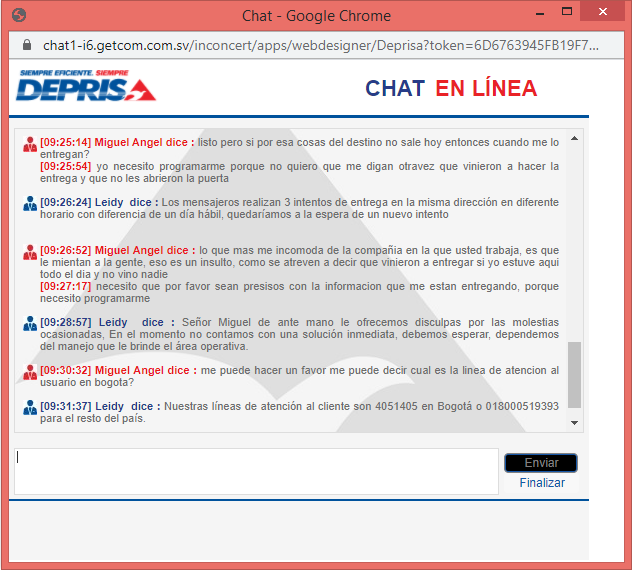 Chat - Google Chrome
chat1-i6.getcom.com.sv/inconcert/apps/webdesigner/Deprisa?token=6D6763945FB19F7...
SIEMPRE EFICIENTE. SIEMPRE
DEPRISA
CHAT EN LÍNEA
[09:25:14] Miguel Angel dice : listo pero si por esa cosas del destino no sale hoy entonces cuando me lo
entregan?
[09:25:54] yo necesito programarme porque no quiero que me digan otravez que vinieron a hacer la
entrega y que no les abrieron la puerta
[09:26:24] Leidy dice : Los mensajeros realizan 3 intentos de entrega en la misma dirección en diferente
horario con diferencia de un día hábil, quedaríamos a la espera de un nuevo intento
[09:26:52] Miguel Angel dice : lo que mas me incomoda de la compañia en la que usted trabaja, es que
le mientan a la gente, eso es un insulto, como se atreven a decir que vinieron a entregar si yo estuve aqui
todo el dia y no vino nadie
[09:27:17] necesito que por favor sean presisos con la informacion que me estan entregando, porque
necesito programarme
[09:28:57] Leidy dice : Señor Miguel de ante mano le ofrecemos disculpas por las molestias
ocasionadas, En el momento no contamos con una solución inmediata, debemos esperar, dependemos
del manejo que le brinde el área operativa.
[09:30:32] Miguel Angel dice : me puede hacer un favor me puede decir cual es la linea de atencion al
usuario en bogota?
[09:31:37] Leidy dice : Nuestras líneas de atención al cliente son 4051405 en Bogotá o 018000519393
para el resto del país.
Enviar
Finalizar